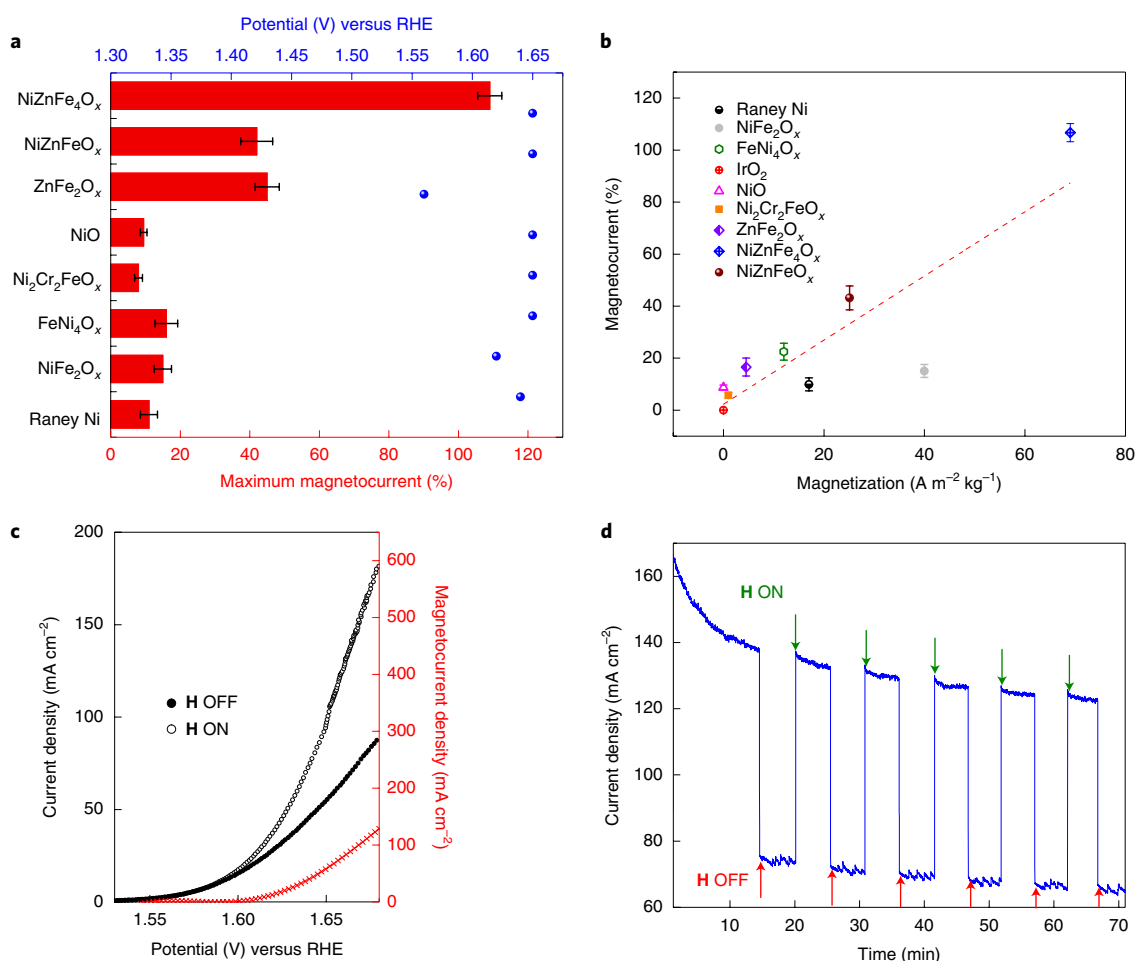 a
Potential (V) versus RHE
1.30 1.35 1.40 1.45 1.50 1.55 1.60 1.65
NiZnFe₄Oₓ
NiZnFeOₓ
ZnFe₂Oₓ
NiO
Ni₂Cr₂FeOₓ
FeNi₄Oₓ
NiFe₂Oₓ
Raney Ni
0 20 40 60 80 100 120
Maximum magnetocurrent (%)
b
Magnetocurrent (%)
120
100
80
60
40
20
0
Raney Ni
NiFe₂Oₓ
FeNi₄Oₓ
IrO₂
NiO
Ni₂Cr₂FeOₓ
ZnFe₂Oₓ
NiZnFe₄Oₓ
NiZnFeOₓ
0 20 40 60 80
Magnetization (A m⁻² kg⁻¹)
c
Current density (mA cm⁻²)
200
150
100
50
0
H OFF
H ON
600
500
400
300
200
100
0
Magnetocurrent density (mA cm⁻²)
1.55 1.60 1.65
Potential (V) versus RHE
d
Current density (mA cm⁻²)
160
140
120
100
80
60
H ON
H OFF
10 20 30 40 50 60 70
Time (min)